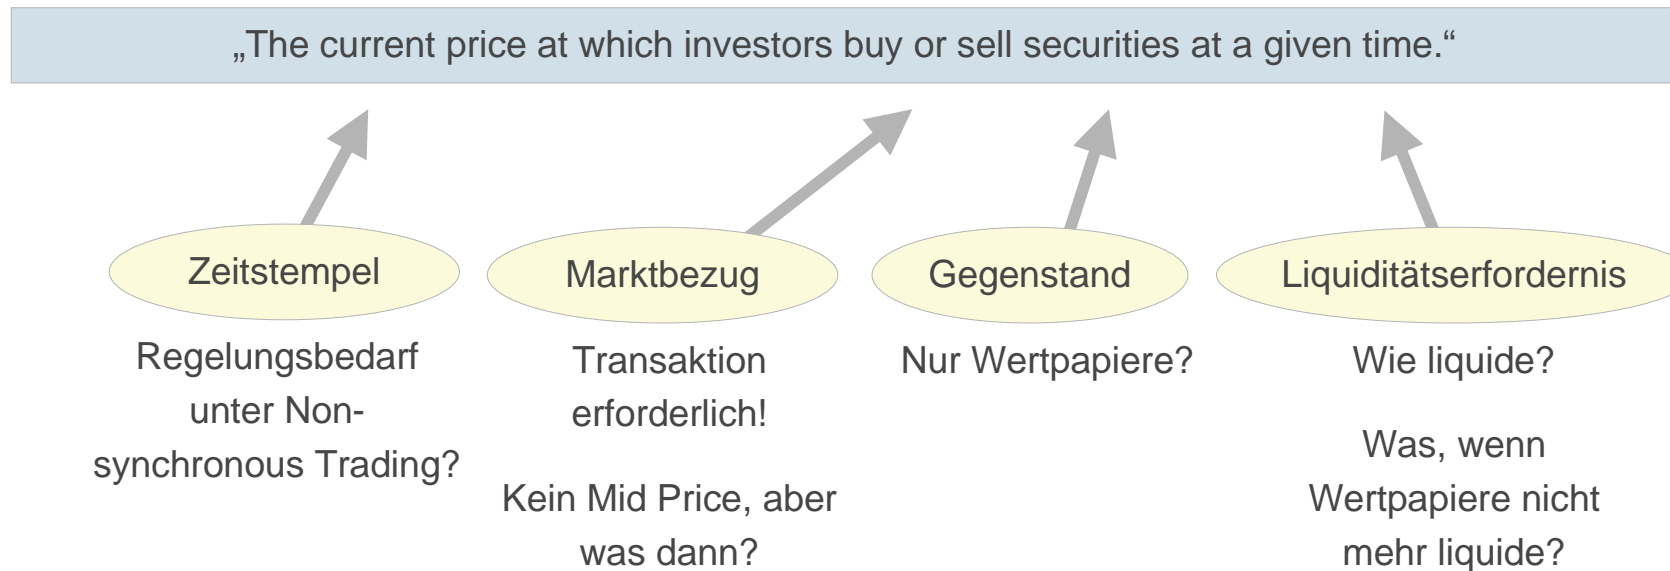 „The current price at which investors buy or sell securities at a given time.“
Zeitstempel
Regelungsbedarf
unter Non-
synchronous Trading?
Marktbezug
Transaktion
erforderlich!
Kein Mid Price, aber
was dann?
Gegenstand
Nur Wertpapiere?
Liquiditätserfordernis
Wie liquide?
Was, wenn
Wertpapiere nicht
mehr liquide?